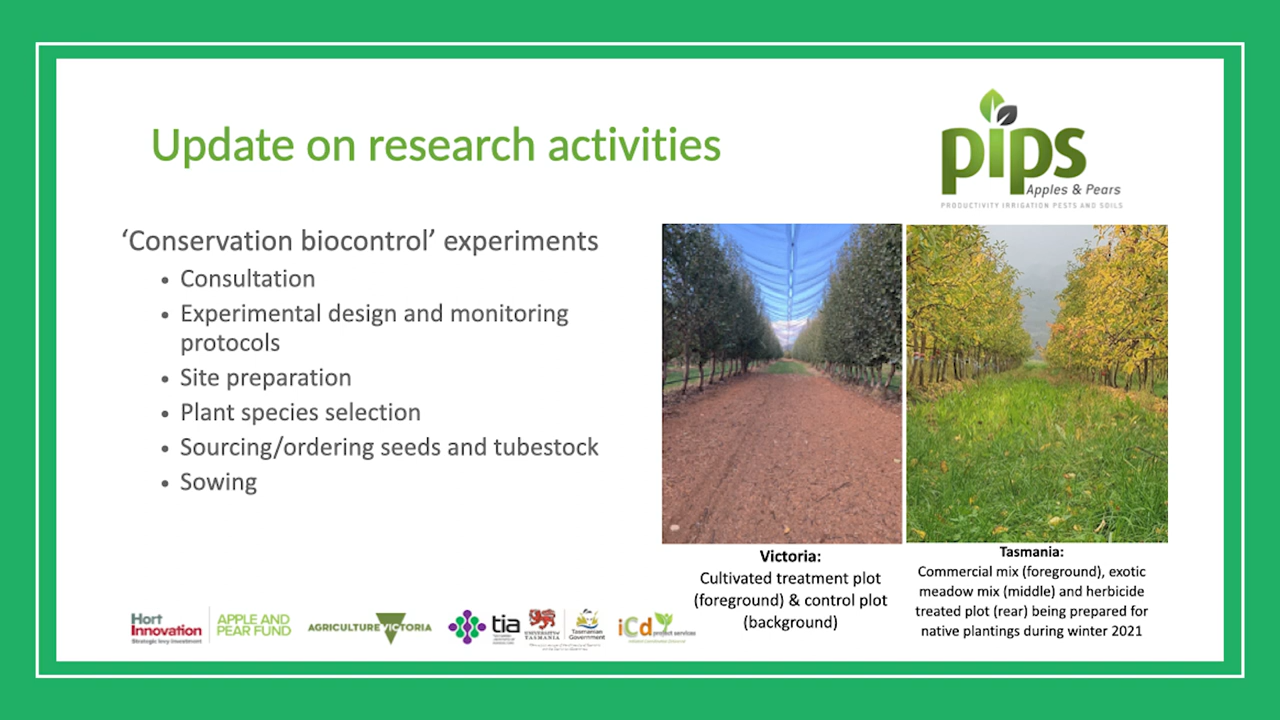 Update on research activities
pips
Apples & Pears
PRODUCTIVITY IRRIGATION PESTS AND SOILS
‘Conservation biocontrol’ experiments
• Consultation
• Experimental design and monitoring
protocols
• Site preparation
• Plant species selection
• Sourcing/ordering seeds and tubestock
• Sowing
Victoria:
Cultivated treatment plot
(foreground) & control plot
(background)
Tasmania:
Commercial mix (foreground), exotic
meadow mix (middle) and herbicide
treated plot (rear) being prepared for
native plantings during winter 2021
Hort
Innovation
Strategic levy investment
APPLE AND
PEAR FUND
AGRICULTURE VICTORIA
tia
UNIVERSITY of
TASMANIA
Tasmanian
Government
iCd project services